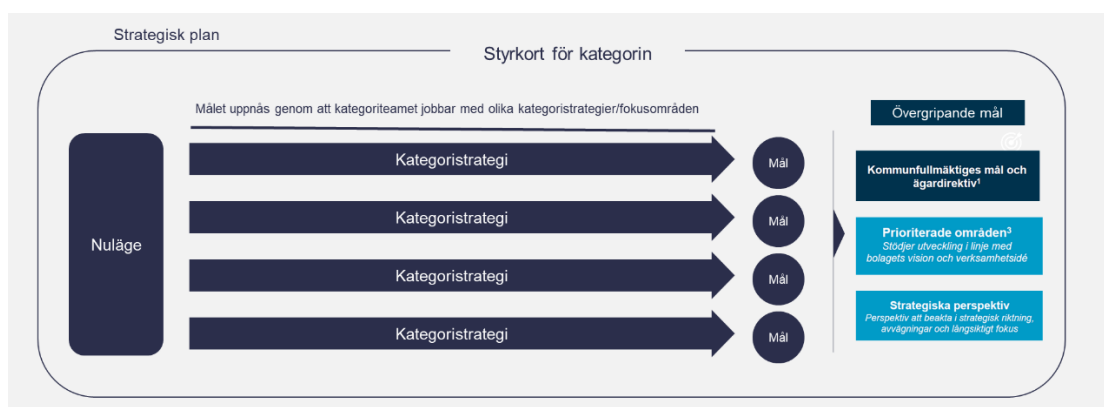 Strategisk plan
Styrkort för kategorin
Målet uppnås genom att kategoriteamet jobbar med olika kategoristrategier/fokusområden
Nuläge
Kategoristrategi
Mål
Kategoristrategi
Mål
Kategoristrategi
Mål
Kategoristrategi
Mål
Övergripande mål
Kommunfullmäktiges mål och
ägardirektiv¹
Prioriterade områden³
Stödjer utveckling i linje med
bolagets vision och verksamhetsidé
Strategiska perspektiv
Perspektiv att beakta i strategisk riktning,
avvägningar och långsiktigt fokus